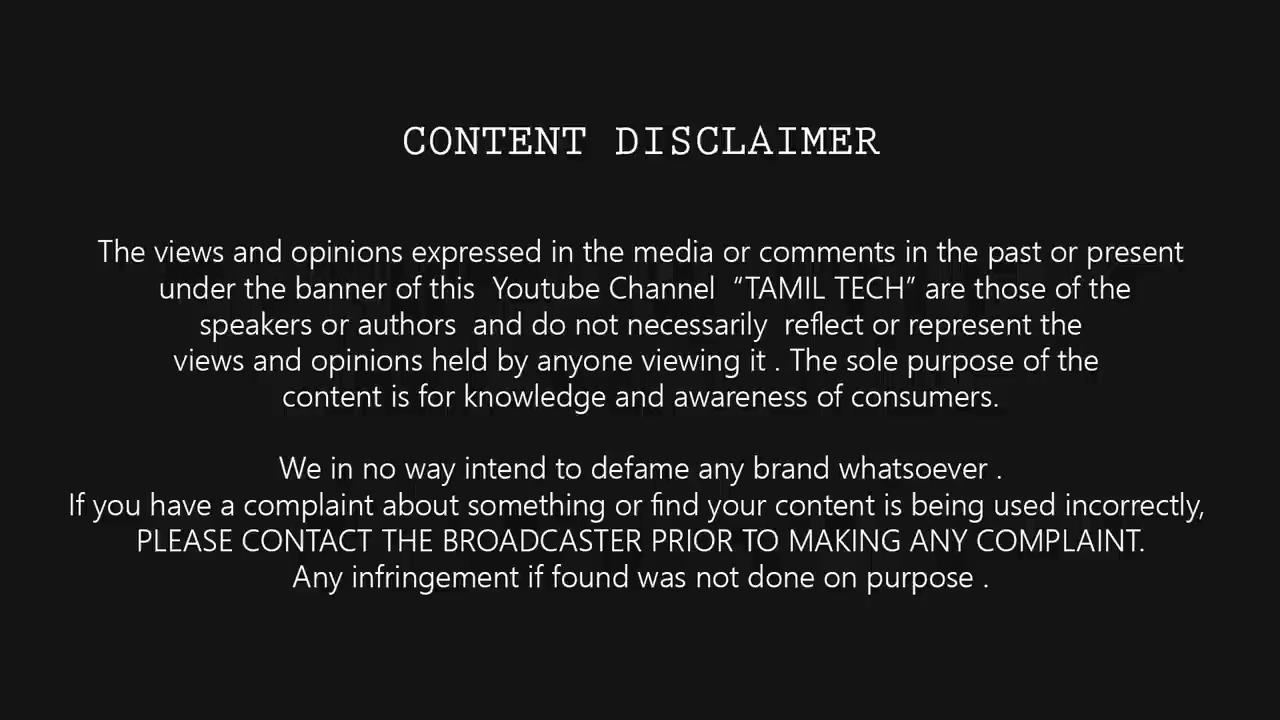 CONTENT DISCLAIMER
The views and opinions expressed in the media or comments in the past or present
under the banner of this  Youtube Channel  “TAMIL TECH” are those of the
speakers or authors  and do not necessarily  reflect or represent the
views and opinions held by anyone viewing it . The sole purpose of the
content is for knowledge and awareness of consumers.
We in no way intend to defame any brand whatsoever .
If you have a complaint about something or find your content is being used incorrectly,
PLEASE CONTACT THE BROADCASTER PRIOR TO MAKING ANY COMPLAINT.
Any infringement if found was not done on purpose .